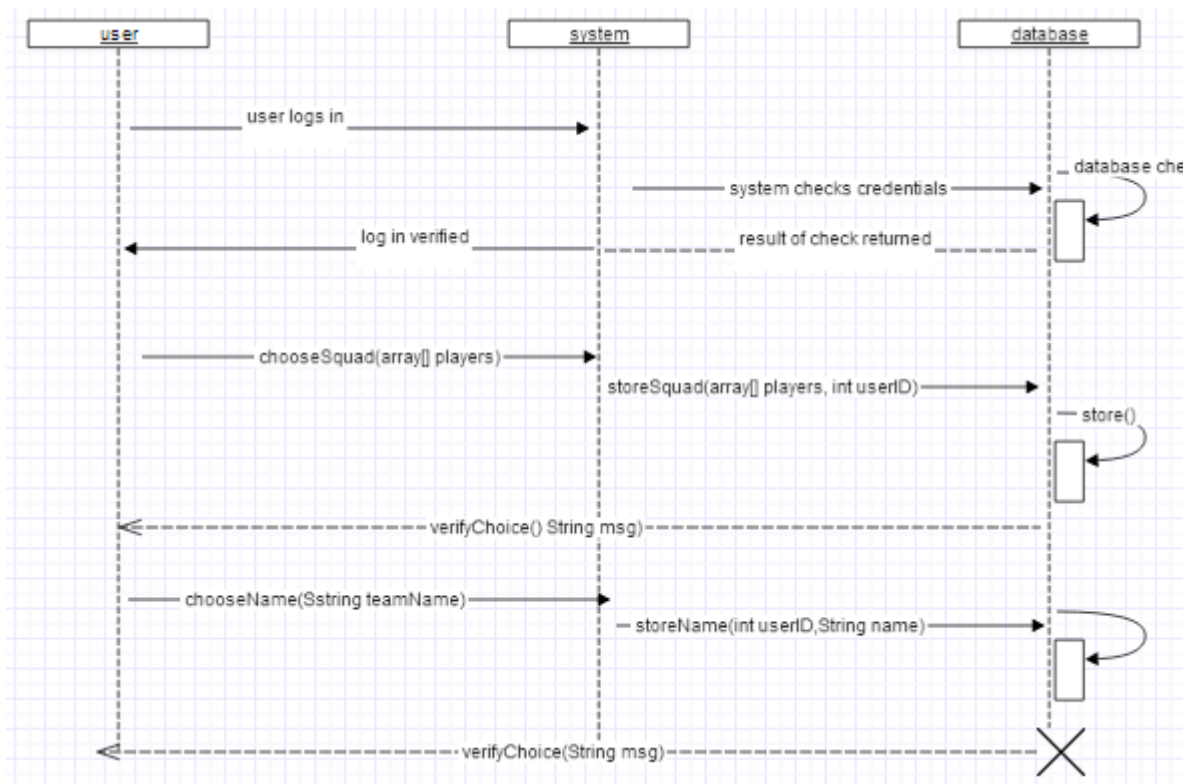 user
system
database
user logs in
database che
system checks credentials
log in verified
result of check returned
chooseSquad(array[] players)
storeSquad(array[] players, int userID)
store()
verifyChoice() String msg)
chooseName(Sstring teamName)
storeName(int userID,String name)
verifyChoice(String msg)